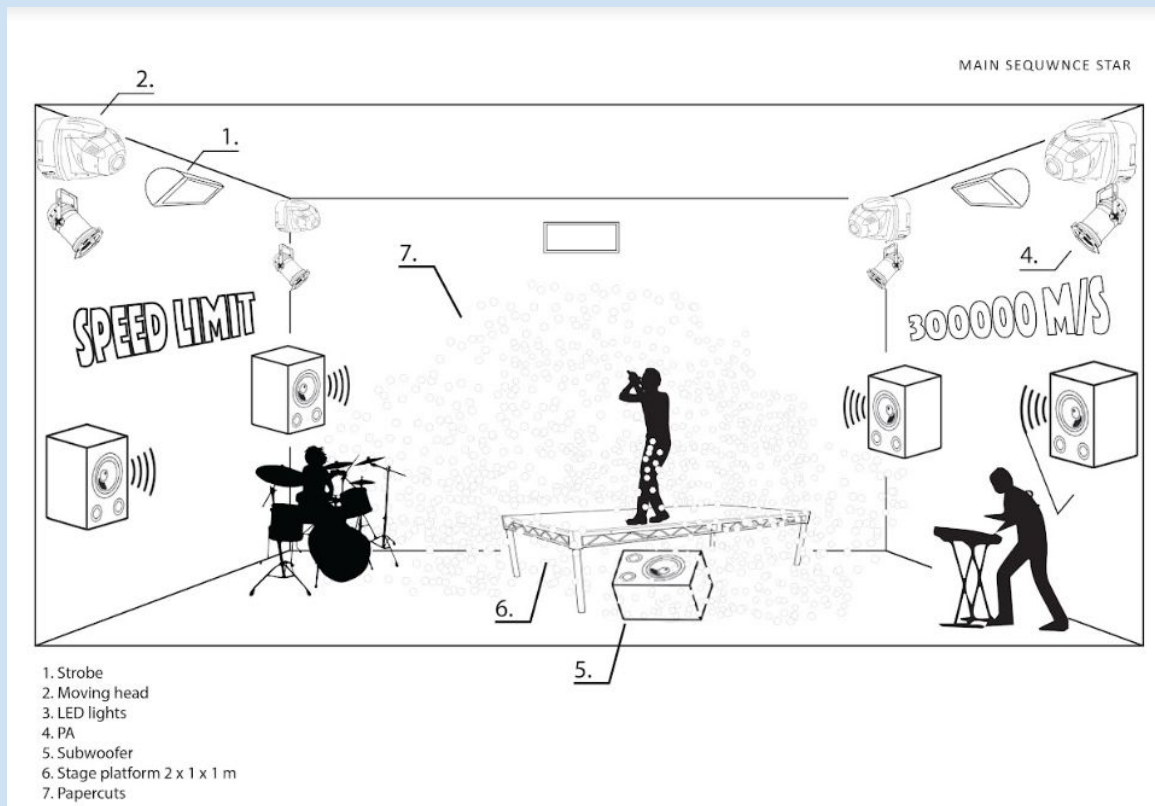 MAIN SEQUWNCE STAR
2.
1.
7.
4.
SPEED LIMIT
300000 M/S
6.
5.
1. Strobe
2. Moving head
3. LED lights
4. PA
5. Subwoofer
6. Stage platform 2 x 1 x 1 m
7. Papercuts